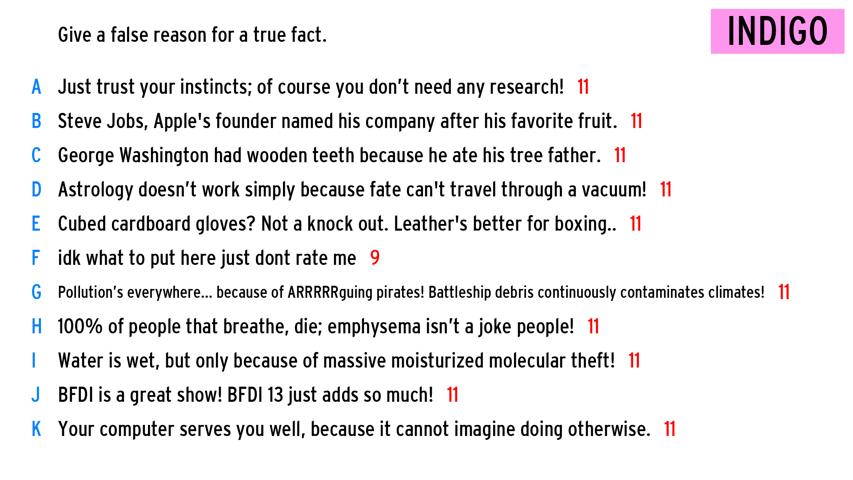 Give a false reason for a true fact.
INDIGO
A Just trust your instincts; of course you don't need any research! 11
B Steve Jobs, Apple's founder named his company after his favorite fruit. 11
C George Washington had wooden teeth because he ate his tree father. 11
D Astrology doesn't work simply because fate can't travel through a vacuum! 11
E Cubed cardboard gloves? Not a knock out. Leather's better for boxing.. 11
F idk what to put here just dont rate me 9
G Pollution's everywhere... because of ARRRRRguing pirates! Battleship debris continuously contaminates climates! 11
H 100% of people that breathe, die; emphysema isn't a joke people! 11
I Water is wet, but only because of massive moisturized molecular theft! 11
J BFDI is a great show! BFDI 13 just adds so much! 11
K Your computer serves you well, because it cannot imagine doing otherwise. 11